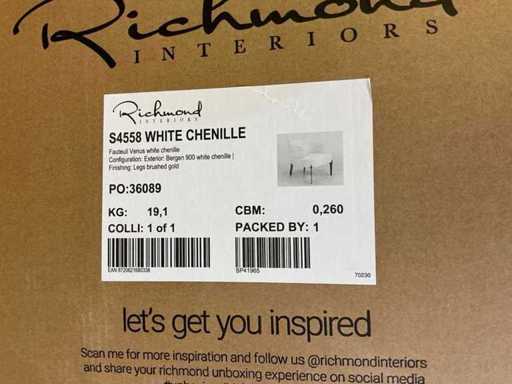 Richmond
INTERIORS
Richmond
INTERIORS
S4558 WHITE CHENILLE
Fauteuil Venus white chenille
Configuration: Exterior: Bergen 900 white chenille |
Finishing: Legs brushed gold
PO:36089
KG: 19,1 CBM: 0,260
COLLI: 1 of 1 PACKED BY: 1
SP41965
70230
let's get you inspired
Scan me for more inspiration and follow us @richmondinteriors
and share your richmond unboxing experience on social media